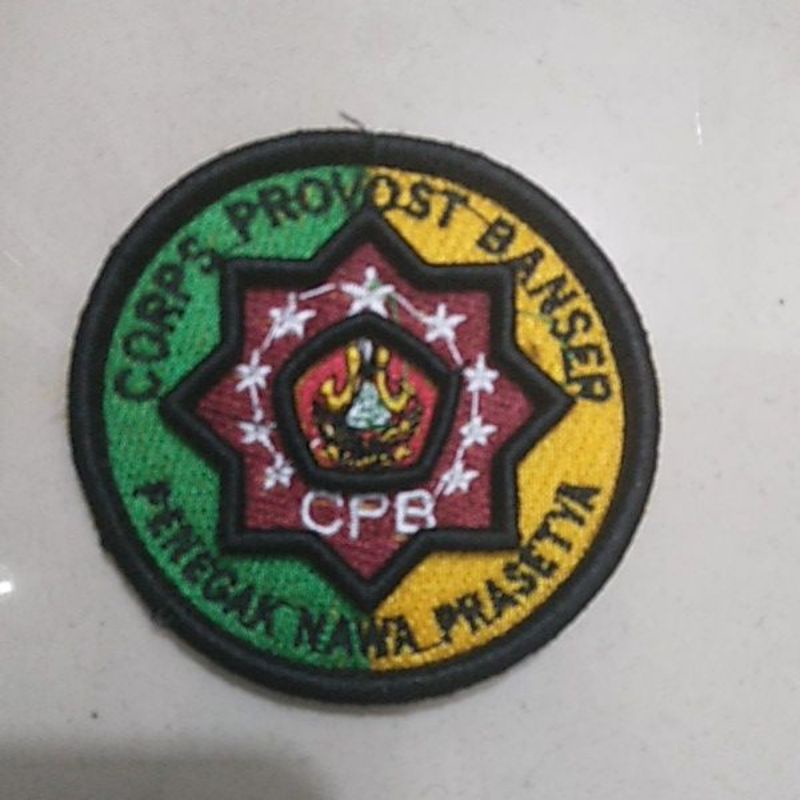 CORPS PROVOST BANSER
CPB
PENEGAK NAWA PRASETYA